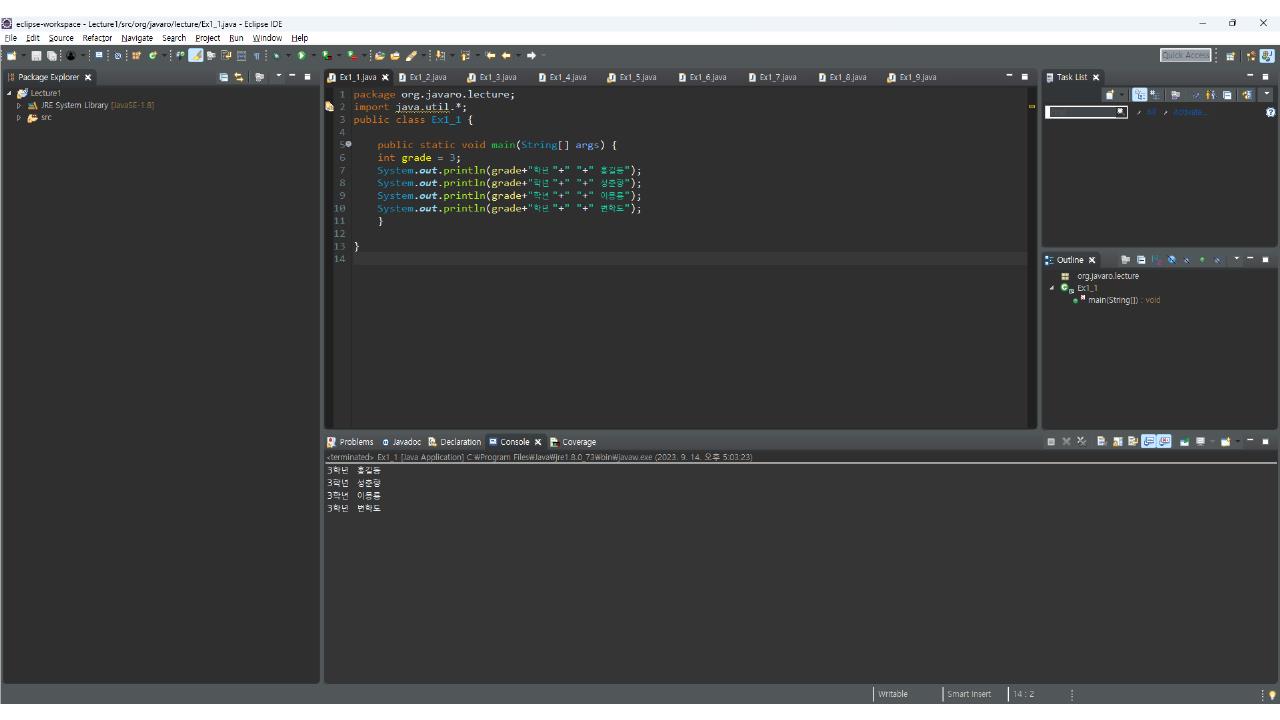 eclipse-workspace - Lecture1/src/org/javaro/lecture/Ex1_1.java - Eclipse IDE
File Edit Source Refactor Navigate Search Project Run Window Help
Quick Access
Package Explorer
Lecture1
JRE System Library [JavaSE-1.8]
src
Ex1_1.java Ex1_2.java Ex1_3.java Ex1_4.java Ex1_5.java Ex1_6.java Ex1_7.java Ex1_8.java Ex1_9.java
1 package org.javaro.lecture;
2 import java.util.*;
3 public class Ex1_1 {
4
5 public static void main(String[] args) {
6 int grade = 3;
7 System.out.println(grade+"학년 "+" "+" 홍길동");
8 System.out.println(grade+"학년 "+" "+" 성춘향");
9 System.out.println(grade+"학년 "+" "+" 이몽룡");
10 System.out.println(grade+"학년 "+" "+" 변학도");
11 }
12
13 }
14
Task List
All Activate...
Outline
org.javaro.lecture
Ex1_1
main(String[]) : void
Problems Javadoc Declaration Console Coverage
<terminated> Ex1_1 [Java Application] C:₩Program Files₩Java₩jre1.8.0_73₩bin₩javaw.exe (2023. 9. 14. 오후 5:03:23)
3학년 홍길동
3학년 성춘향
3학년 이몽룡
3학년 변학도
Writable Smart Insert 14 : 2